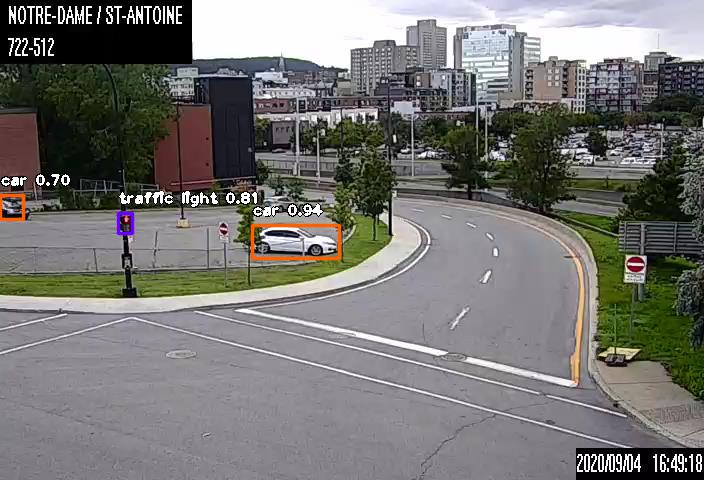 NOTRE-DAME / ST-ANTOINE
722-512
car 0.70
traffic light 0.81
car 0.94
2020/09/04 16:49:18